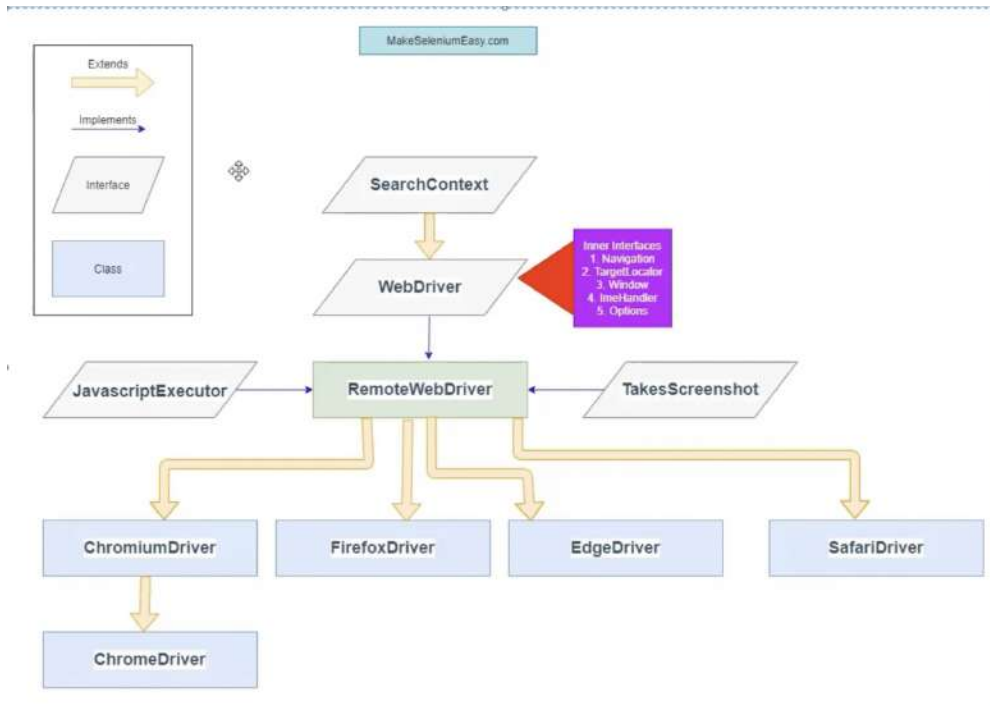 MakeSeleniumEasy.com
Extends
Implements
Interface
Class
SearchContext
WebDriver
Inner Interfaces
1. Navigation
2. TargetLocator
3. Window
4. ImeHandler
5. Options
JavascriptExecutor
RemoteWebDriver
TakesScreenshot
ChromiumDriver
FirefoxDriver
EdgeDriver
SafariDriver
ChromeDriver